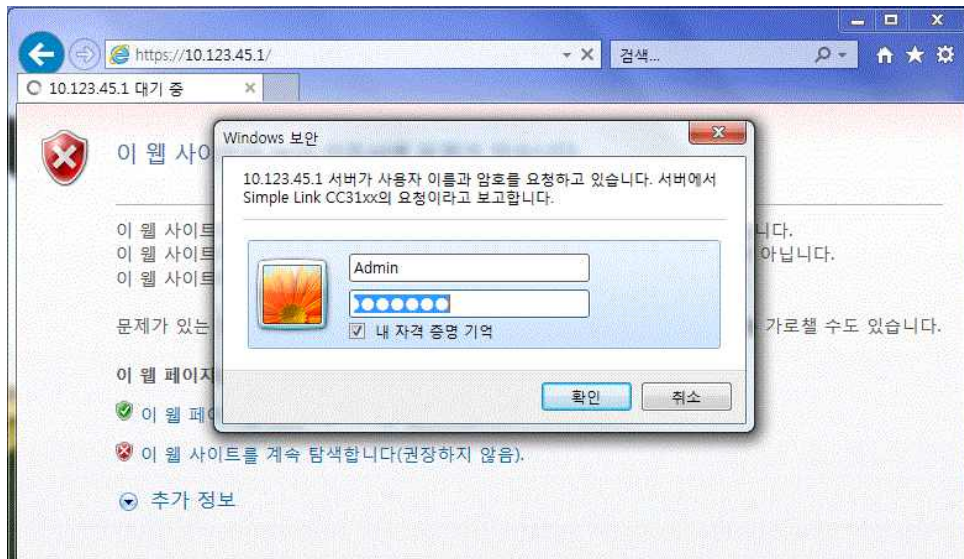 https://10.123.45.1/
검색...
10.123.45.1 대기 중
이 웹 사이
Windows 보안
10.123.45.1 서버가 사용자 이름과 암호를 요청하고 있습니다. 서버에서
Simple Link CC31xx의 요청이라고 보고합니다.
이 웹 사이트 니다.
이 웹 사이트 아닙니다.
이 웹 사이트
Admin
내 자격 증명 기억
문제가 있는 가로챌 수도 있습니다.
이 웹 페이지
확인 취소
이 웹 페이
이 웹 사이트를 계속 탐색합니다(권장하지 않음).
추가 정보